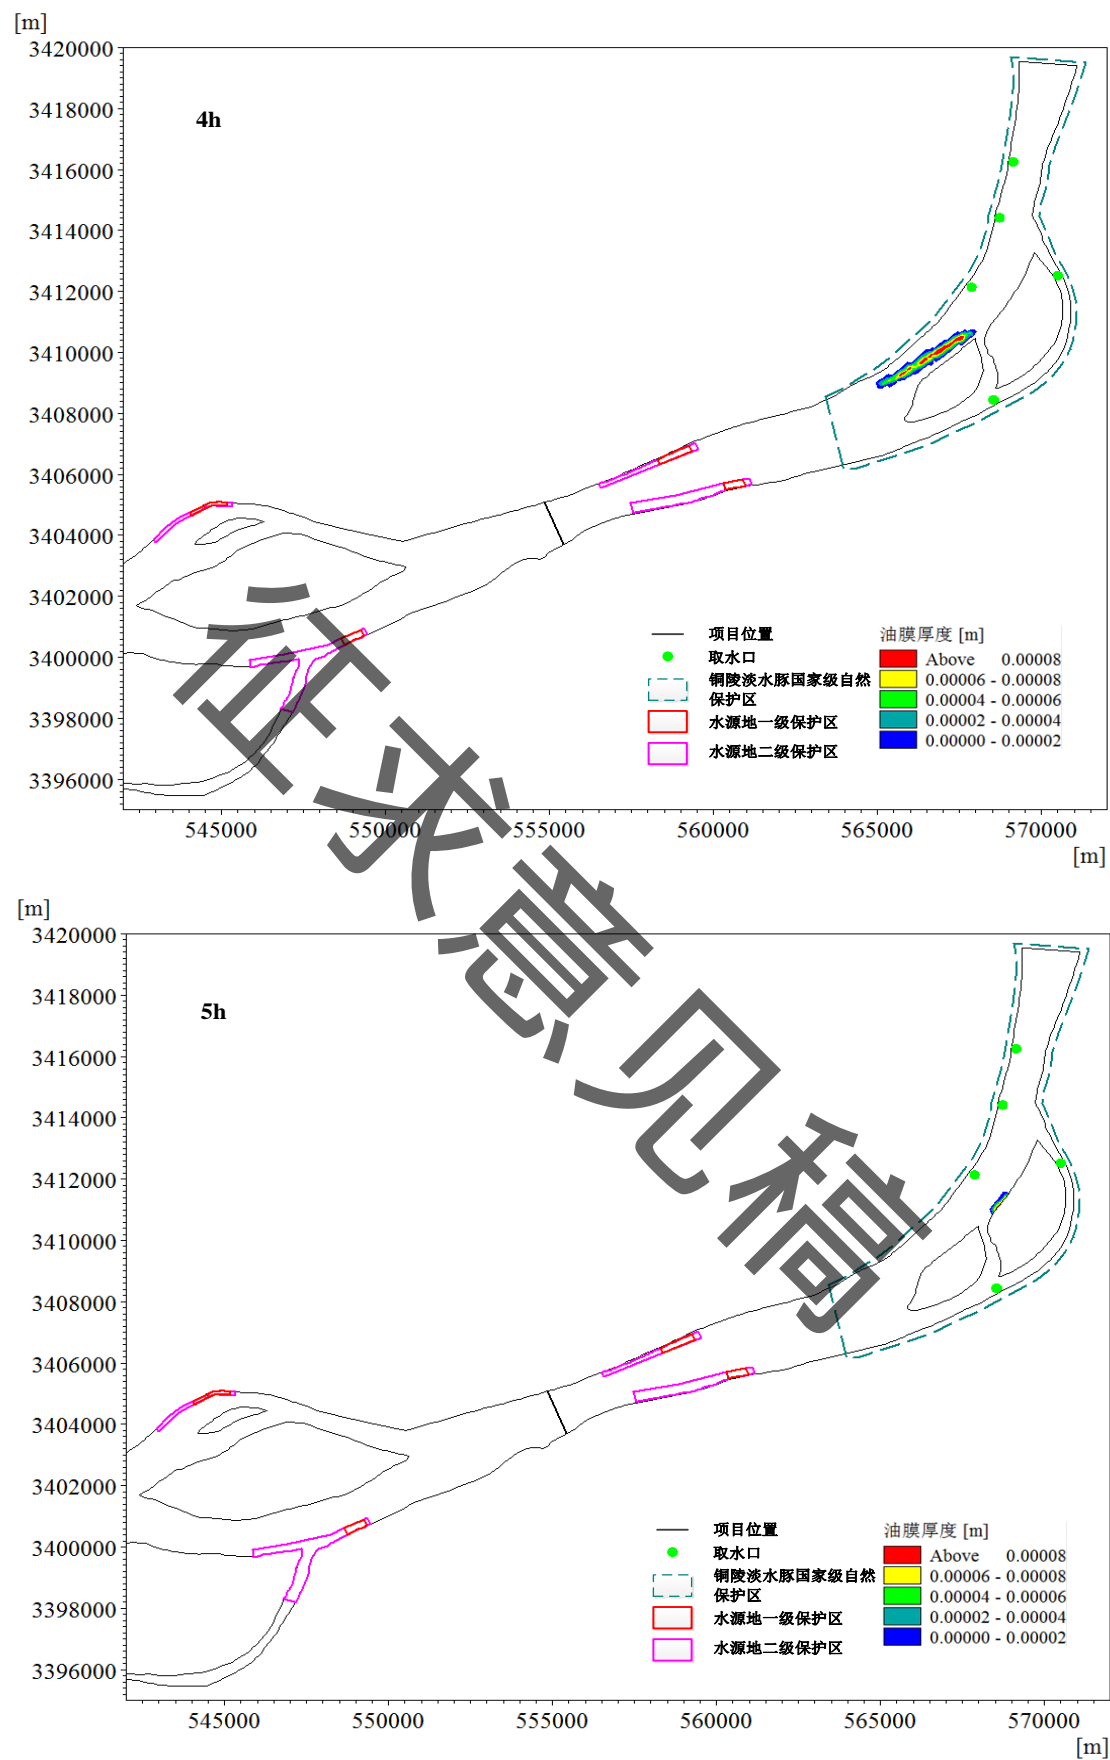 [m]
3420000
4h
3418000
3416000
3414000
3412000
3410000
3408000
3406000
3404000
3402000
3400000
3398000
3396000
项目位置
取水口
铜陵淡水豚国家级自然
保护区
水源地一级保护区
水源地二级保护区
油膜厚度 [m]
Above 0.00008
0.00006 - 0.00008
0.00004 - 0.00006
0.00002 - 0.00004
0.00000 - 0.00002
545000 550000 555000 560000 565000 570000
[m]
征求意见稿
[m]
3420000
5h
3418000
3416000
3414000
3412000
3410000
3408000
3406000
3404000
3402000
3400000
3398000
3396000
项目位置
取水口
铜陵淡水豚国家级自然
保护区
水源地一级保护区
水源地二级保护区
油膜厚度 [m]
Above 0.00008
0.00006 - 0.00008
0.00004 - 0.00006
0.00002 - 0.00004
0.00000 - 0.00002
545000 550000 555000 560000 565000 570000
[m]